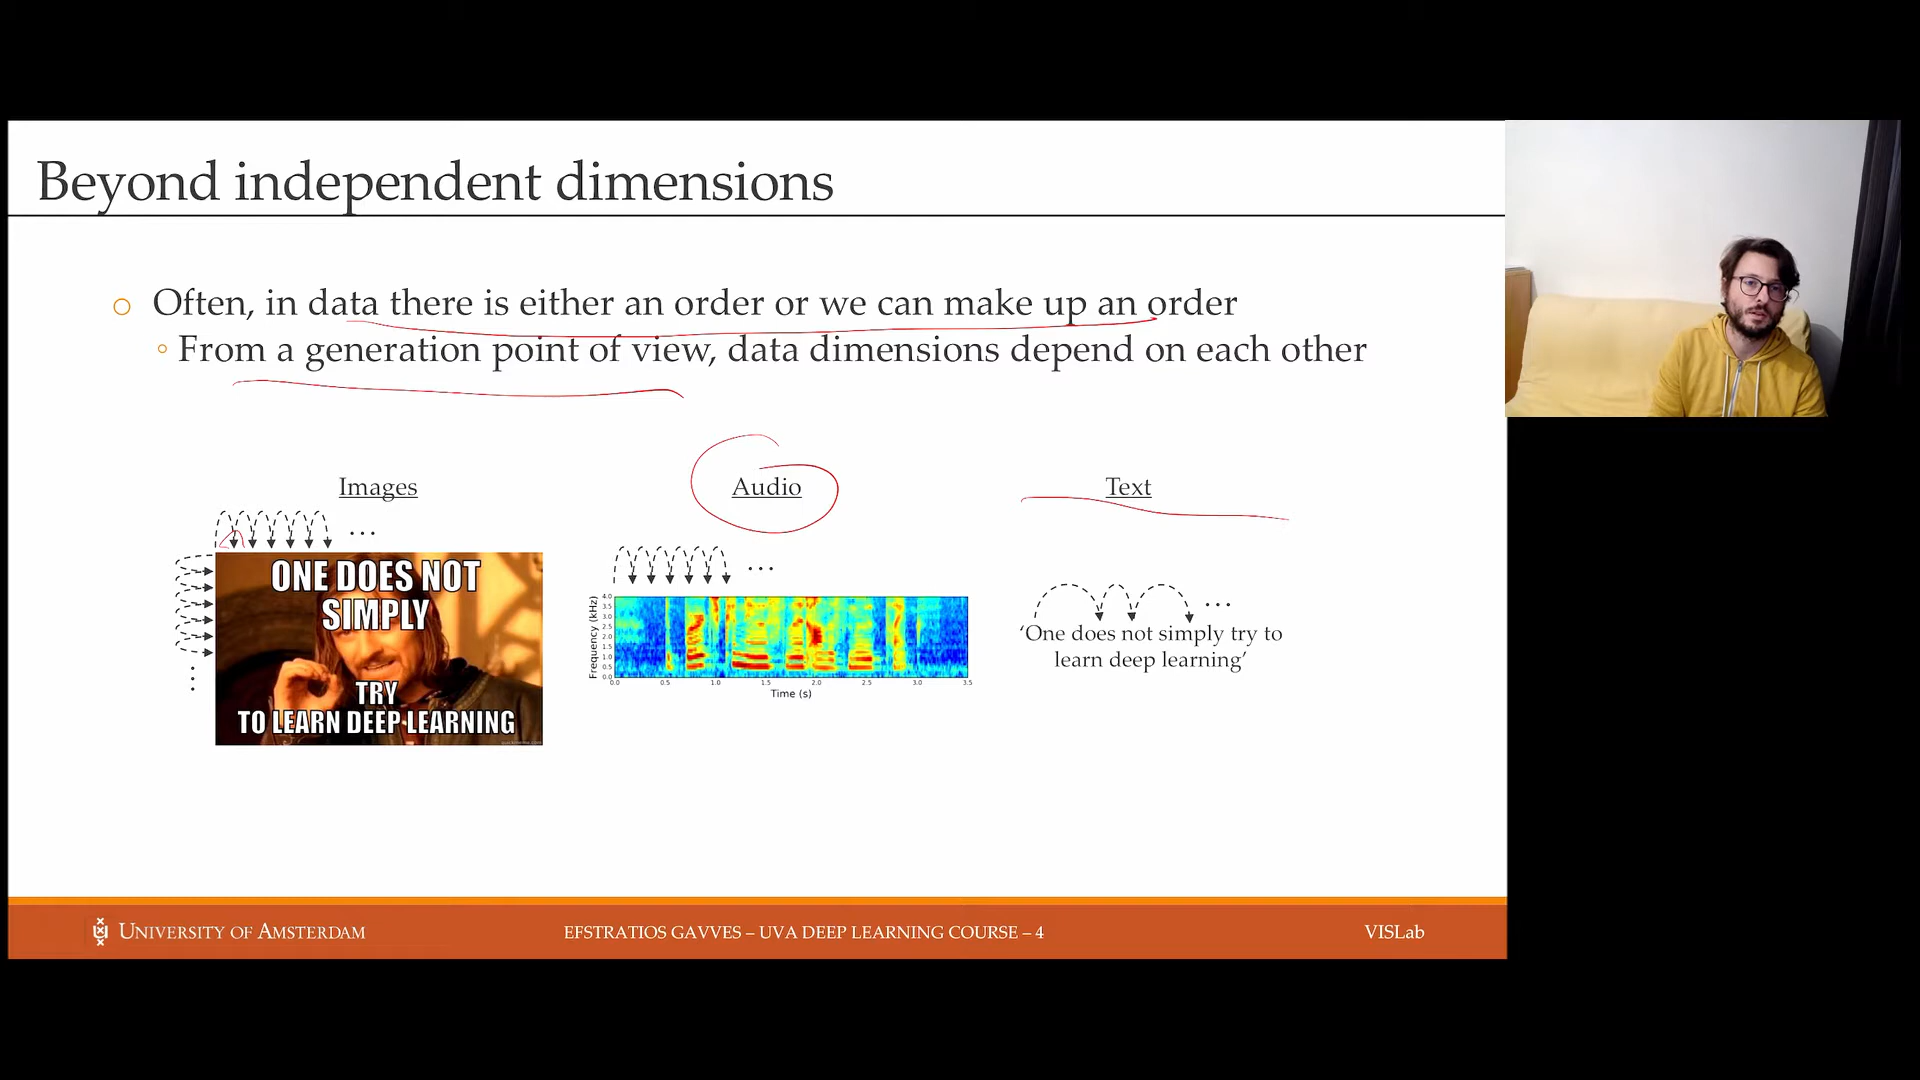 Beyond independent dimensions
Often, in data there is either an order or we can make up an order
From a generation point of view, data dimensions depend on each other
Images
...
ONE DOES NOT
SIMPLY
TRY
TO LEARN DEEP LEARNING
Audio
...
Frequency (kHz)
4.0
3.5
3.0
2.5
2.0
1.5
1.0
0.5
0.0
0.0 0.5 1.0 1.5 2.0 2.5 3.0 3.5
Time (s)
Text
...
‘One does not simply try to
learn deep learning’
UNIVERSITY OF AMSTERDAM
EFSTRATIOS GAVVES – UVA DEEP LEARNING COURSE – 4
VISLab